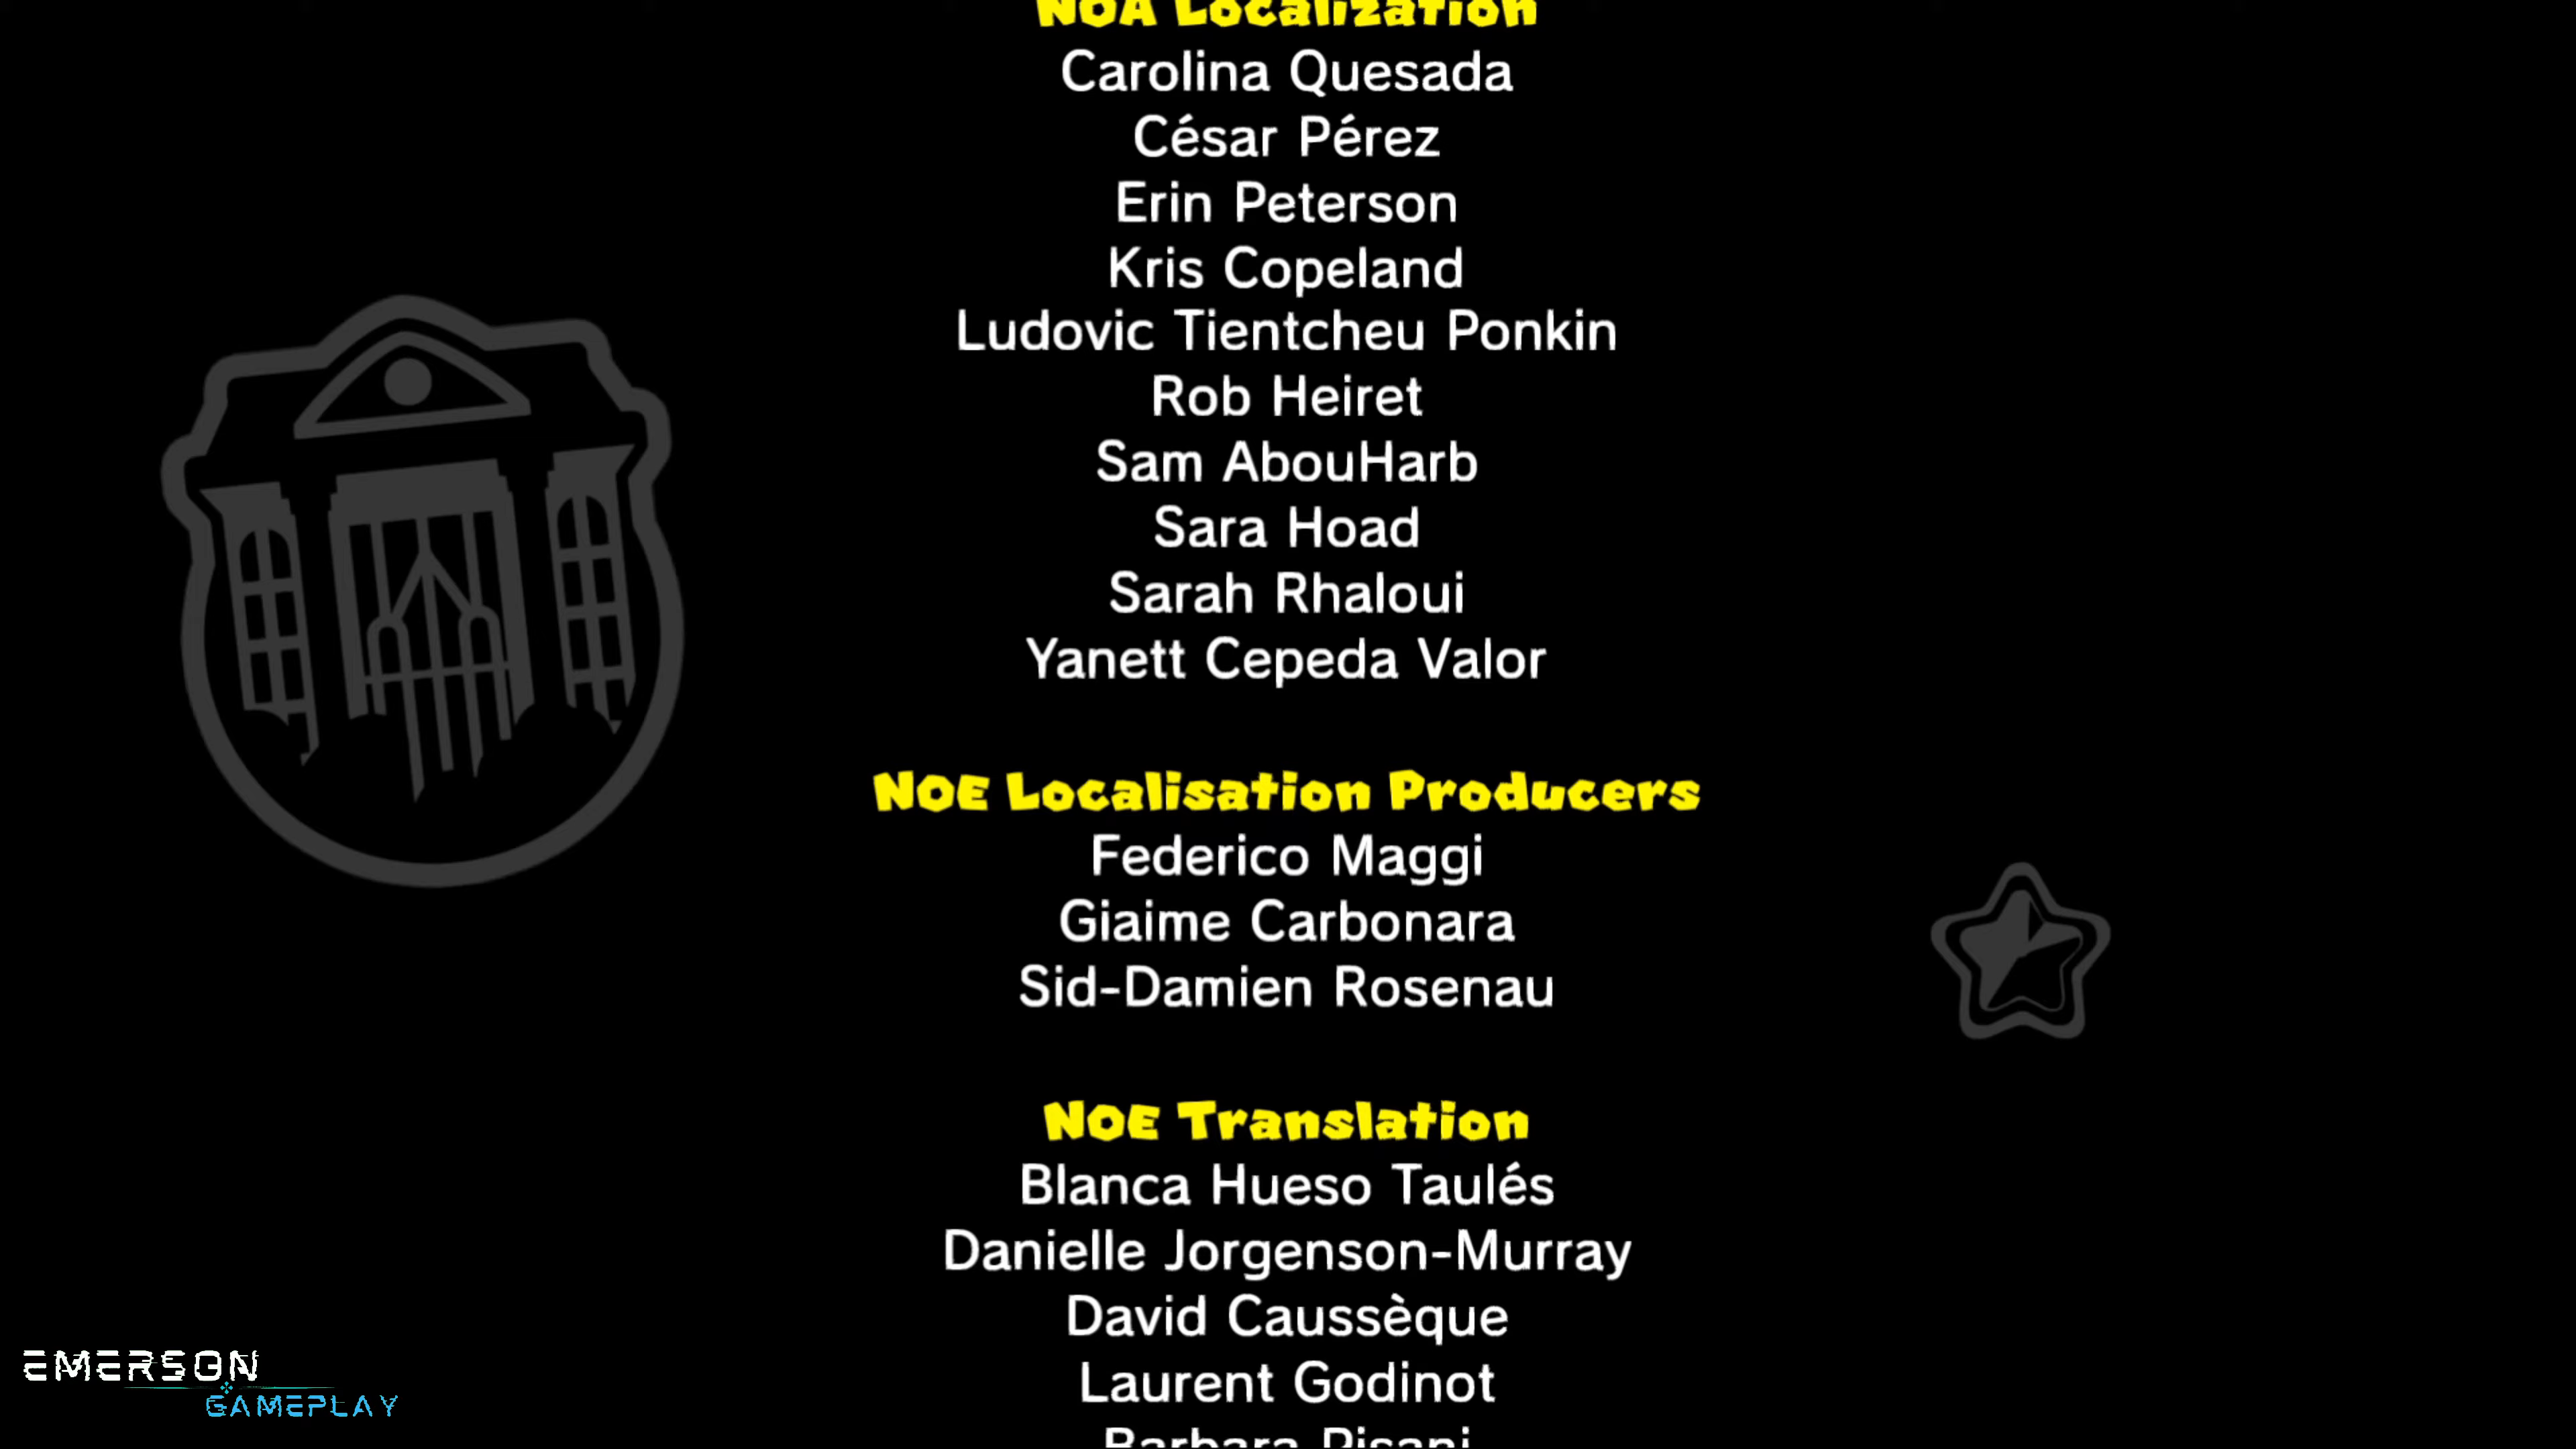 NOA Localization
Carolina Quesada
César Pérez
Erin Peterson
Kris Copeland
Ludovic Tientcheu Ponkin
Rob Heiret
Sam AbouHarb
Sara Hoad
Sarah Rhaloui
Yanett Cepeda Valor
NOE Localisation Producers
Federico Maggi
Giaime Carbonara
Sid-Damien Rosenau
NOE Translation
Blanca Hueso Taulés
Danielle Jorgenson-Murray
David Caussèque
Laurent Godinot
Barbara Pisani
EMERSON
GAMEPLAY